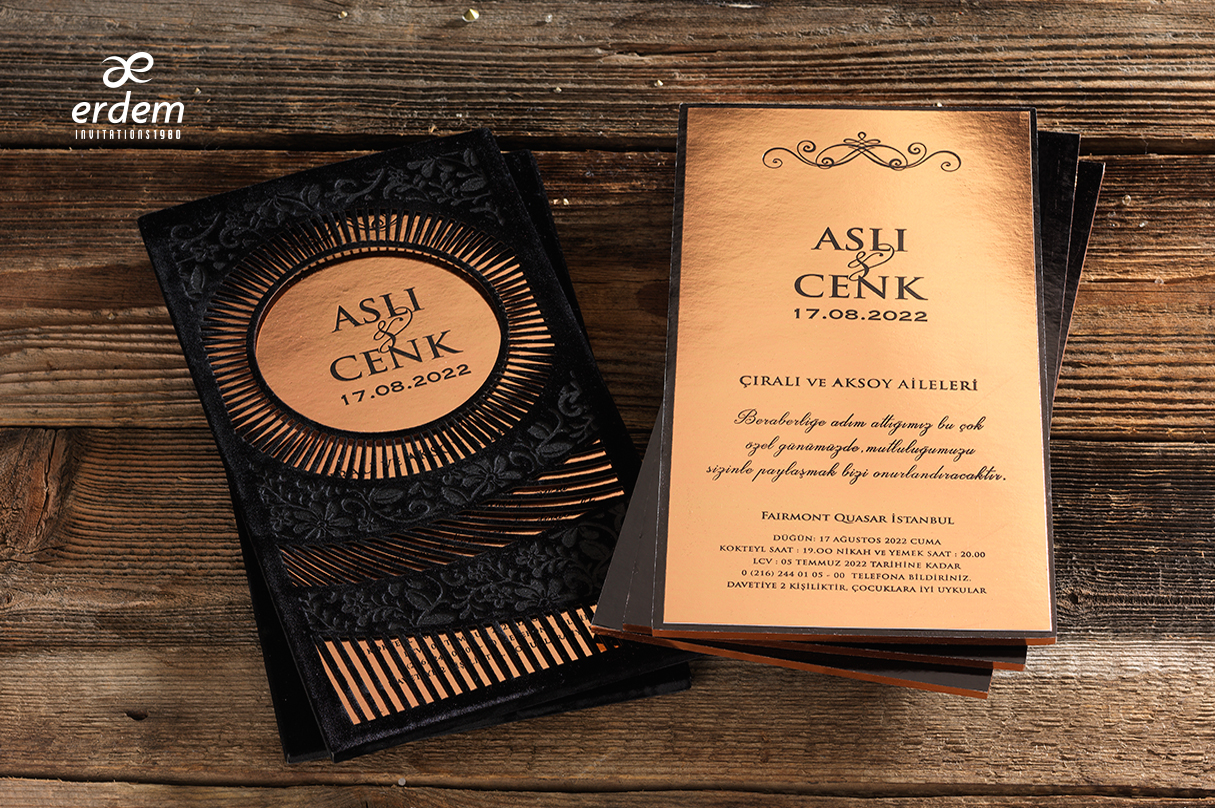 erdem
INVITATIONS1980
ASLI
&
CENK
17.08.2022
ASLI
&
CENK
17.08.2022
ÇIRALI VE AKSOY AİLELERİ
Beraberliğe adım attığımız bu çok
özel günümüzde,mutluluğumuzu
sizinle paylaşmak bizi onurlandıracaktır.
FAIRMONT QUASAR İSTANBUL
DÜĞÜN: 17 AĞUSTOS 2022 CUMA
KOKTEYL SAAT : 19.00 NİKAH VE YEMEK SAAT : 20.00
LCV : 05 TEMMUZ 2022 TARİHİNE KADAR
0 (216) 244 01 05 - 00 TELEFONA BİLDİRİNİZ.
DAVETİYE 2 KİŞİLİKTİR, ÇOCUKLARA İYİ UYKULAR